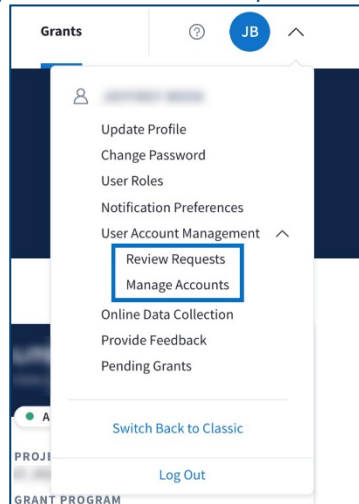 Grants
?
JB
Update Profile
Change Password
User Roles
Notification Preferences
User Account Management
Review Requests
Manage Accounts
Online Data Collection
Provide Feedback
Pending Grants
A
Switch Back to Classic
PROJE
Log Out
GRANT PROGRAM